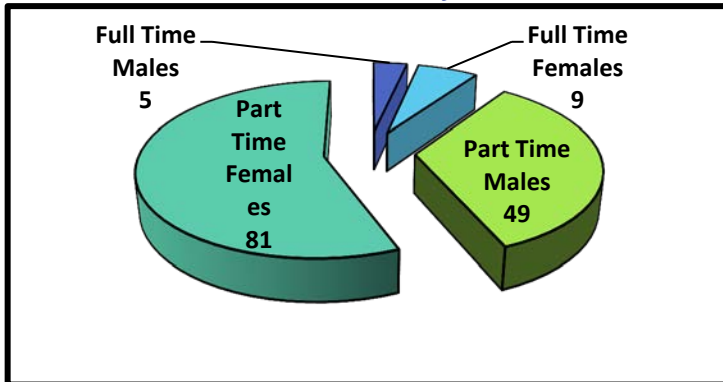 Full Time
Males
5
Full Time
Females
9
Part
Time
Femal
es
81
Part Time
Males
49